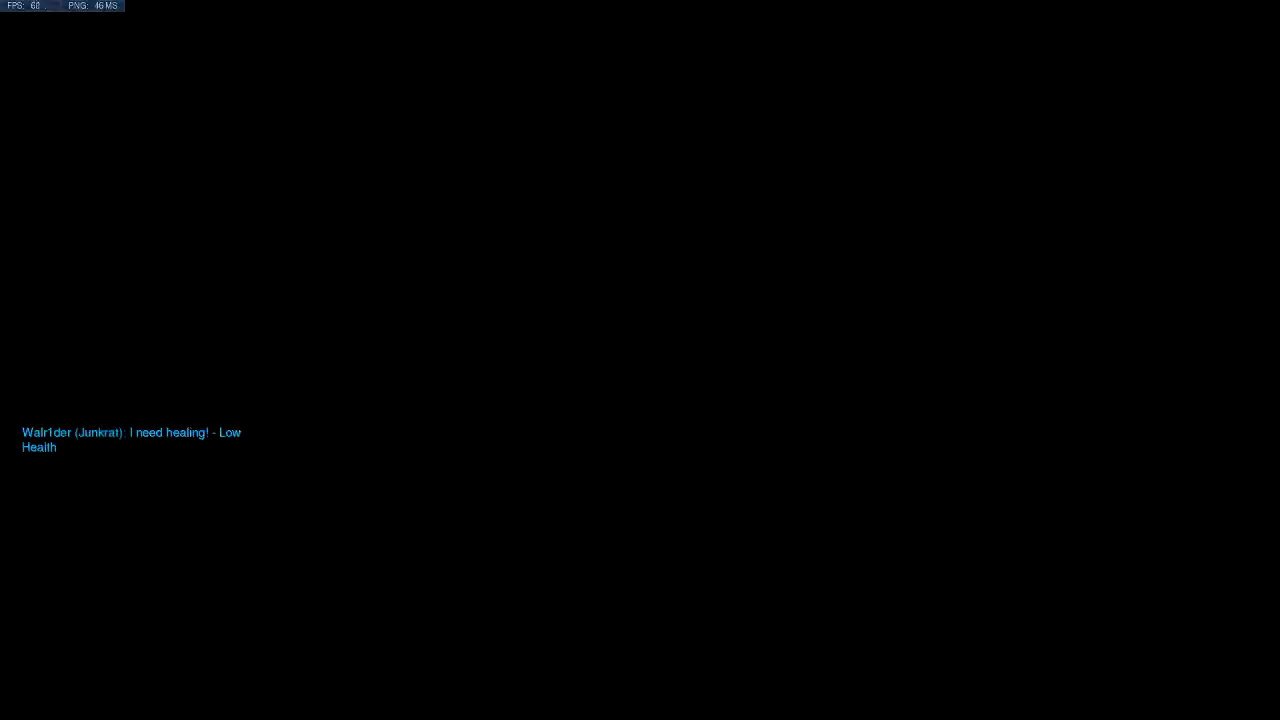 FPS: 60 PNG: 46 MS
Walr1der (Junkrat): I need healing! - Low
Health